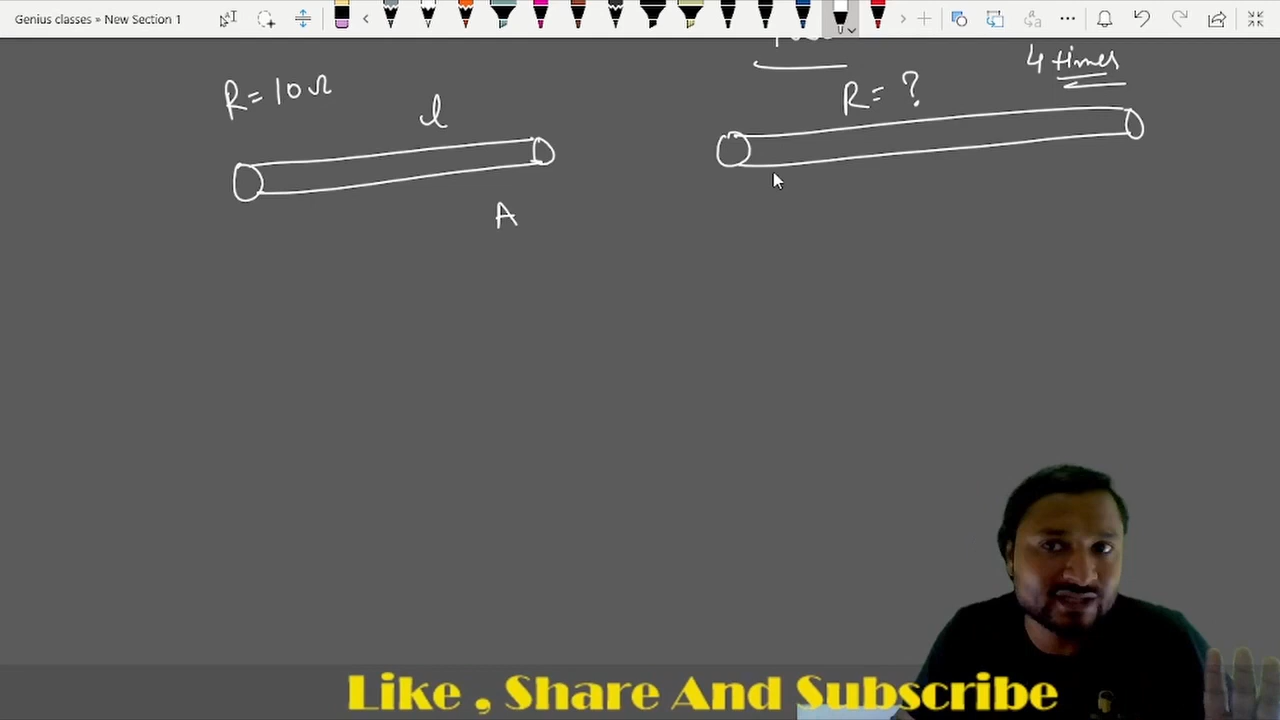 Genius classes » New Section 1
4 times
R = 10 Ω
R = ?
l
A
Like , Share And Subscribe